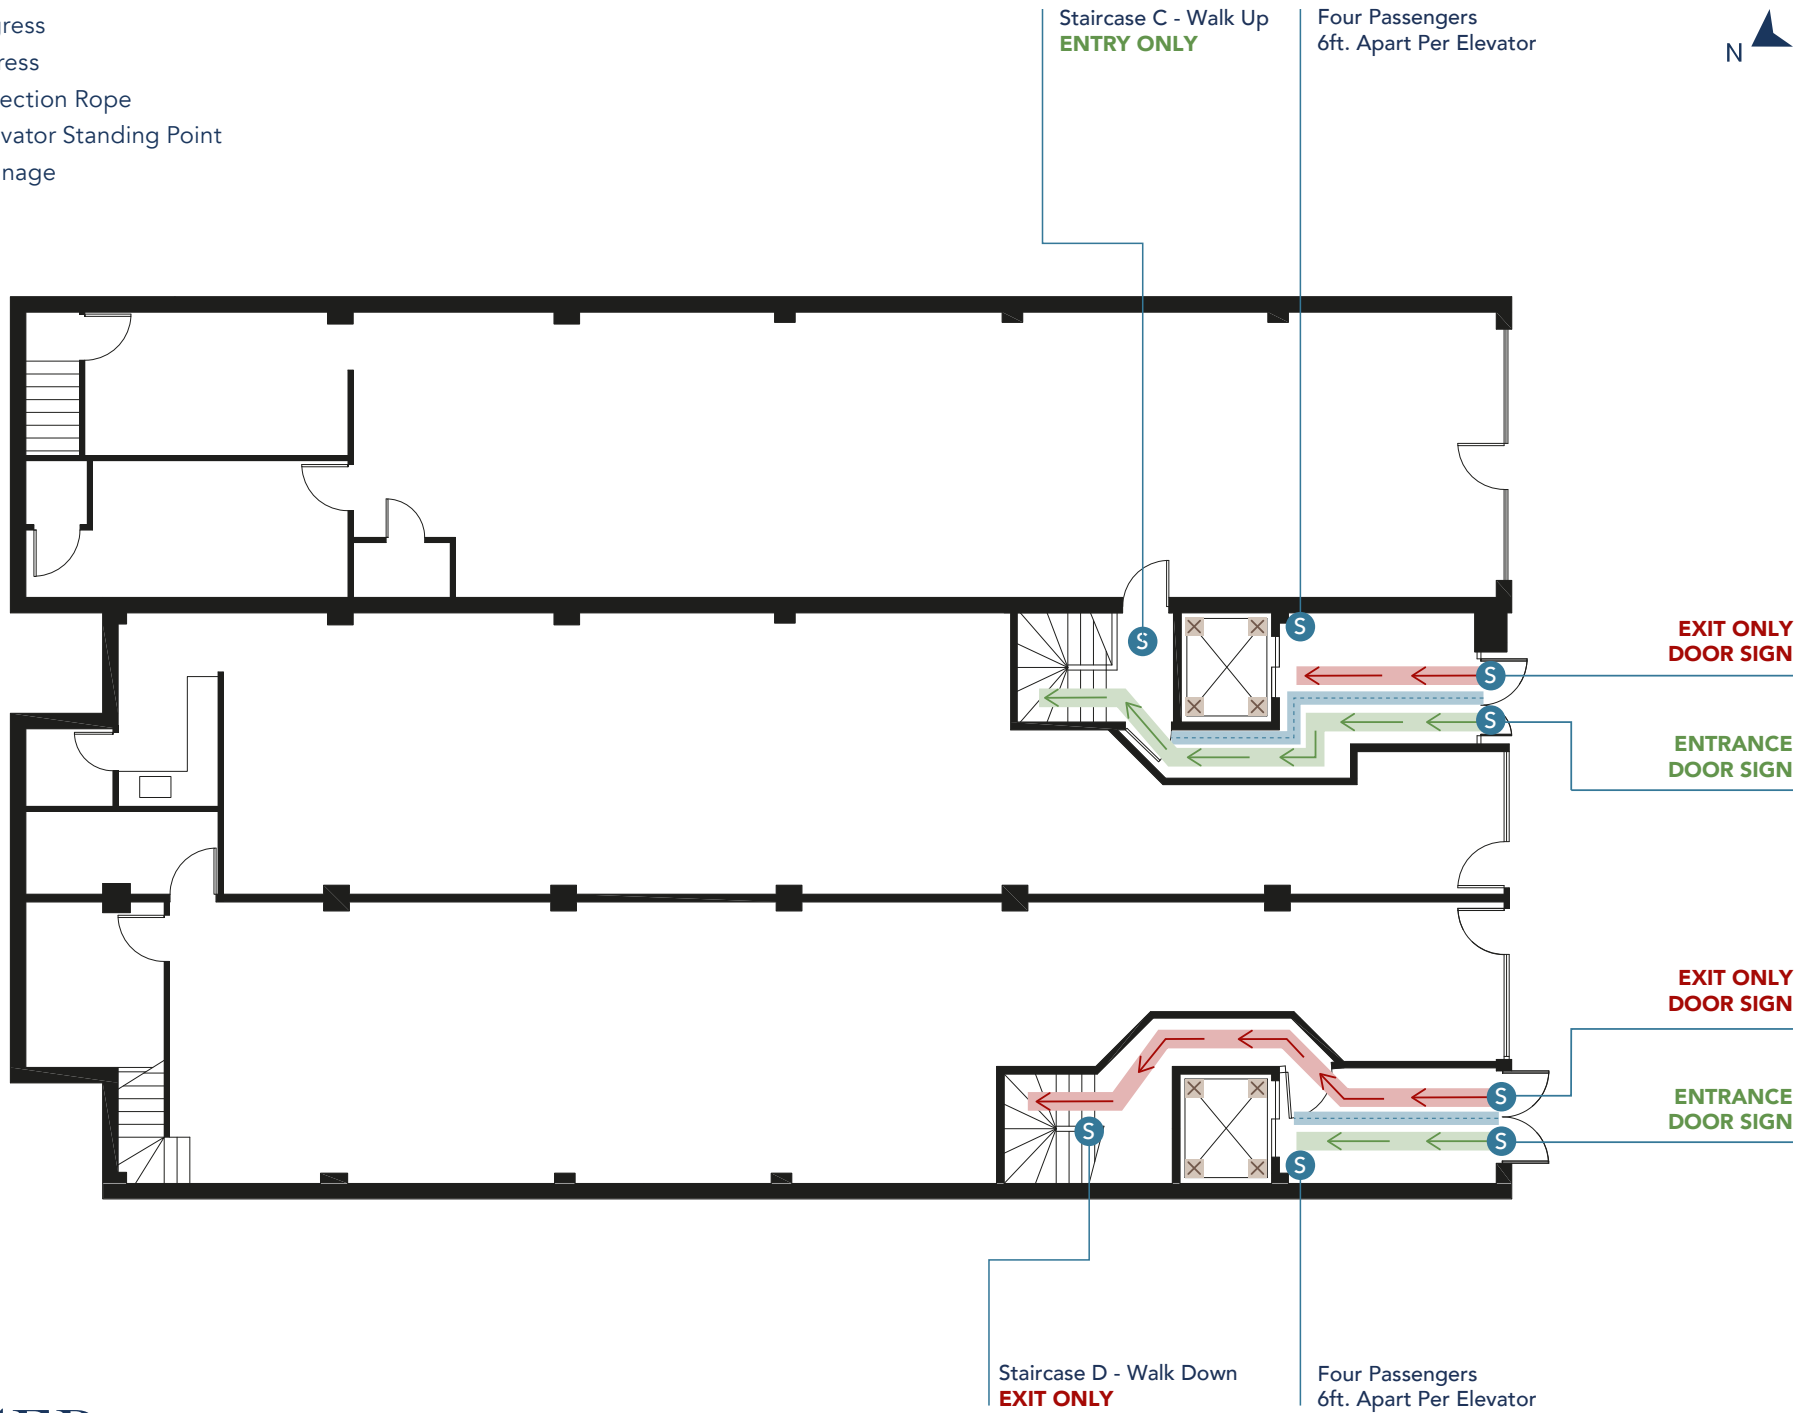 ress
ection Rope
vator Standing Point
nage
Staircase C - Walk Up
ENTRY ONLY
Four Passengers
6ft. Apart Per Elevator
N
S
S
S
EXIT ONLY
DOOR SIGN
S
ENTRANCE
DOOR SIGN
EXIT ONLY
DOOR SIGN
S
ENTRANCE
DOOR SIGN
S
S
S
Staircase D - Walk Down
EXIT ONLY
Four Passengers
6ft. Apart Per Elevator